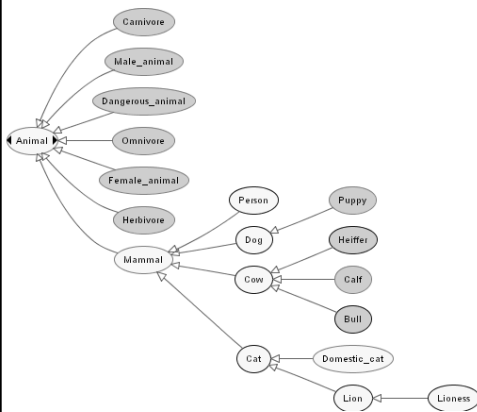 Carnivore
Male_animal
Dangerous_animal
Animal
Omnivore
Female_animal
Person
Puppy
Herbivore
Dog
Heiffer
Mammal
Cow
Calf
Bull
Cat
Domestic_cat
Lion
Lioness